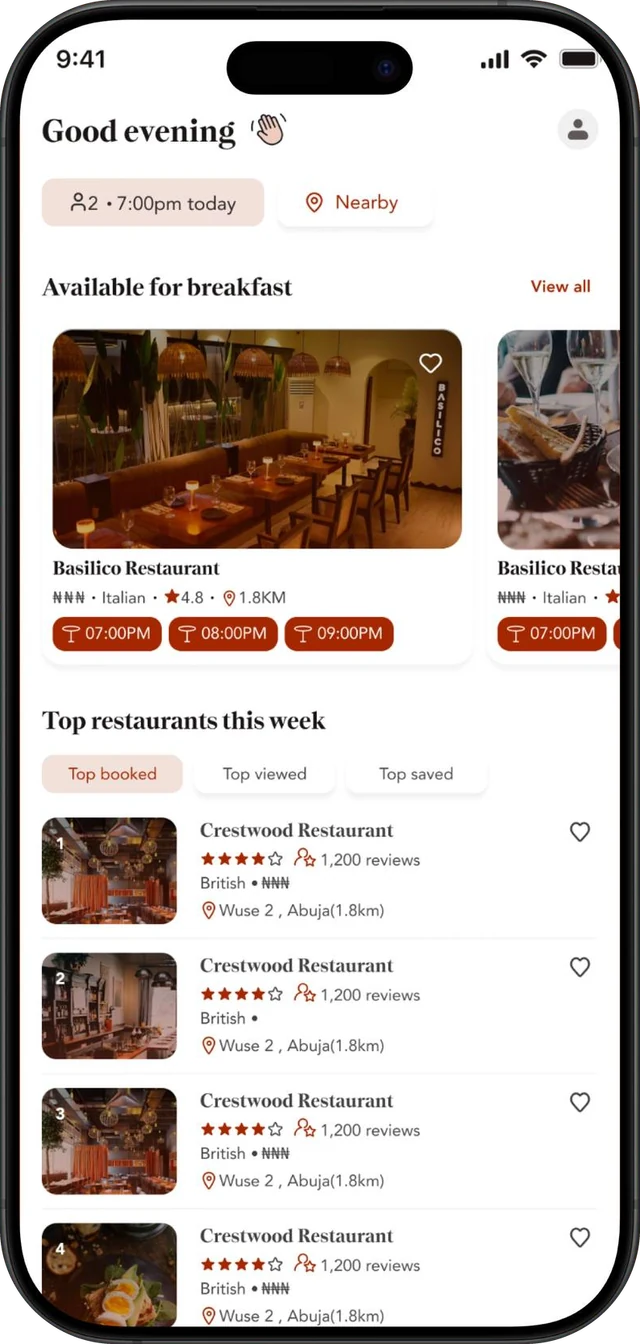 9:41
Good evening 👋
2 • 7:00pm today
Nearby
Available for breakfast
View all
BASILICO
Basilico Restaurant
₦₦₦ • Italian • ★4.8 • 1.8KM
07:00PM 08:00PM 09:00PM
Basilico Restau
₦₦₦ • Italian • ★
07:00PM
Top restaurants this week
Top booked
Top viewed
Top saved
1
Crestwood Restaurant
★★★★☆ 1,200 reviews
British • ₦₦₦
Wuse 2 , Abuja(1.8km)
2
Crestwood Restaurant
★★★★☆ 1,200 reviews
British •
Wuse 2 , Abuja(1.8km)
3
Crestwood Restaurant
★★★★☆ 1,200 reviews
British • ₦₦₦
Wuse 2 , Abuja(1.8km)
4
Crestwood Restaurant
★★★★☆ 1,200 reviews
British • ₦₦₦
Wuse 2 , Abuja(1.8km)